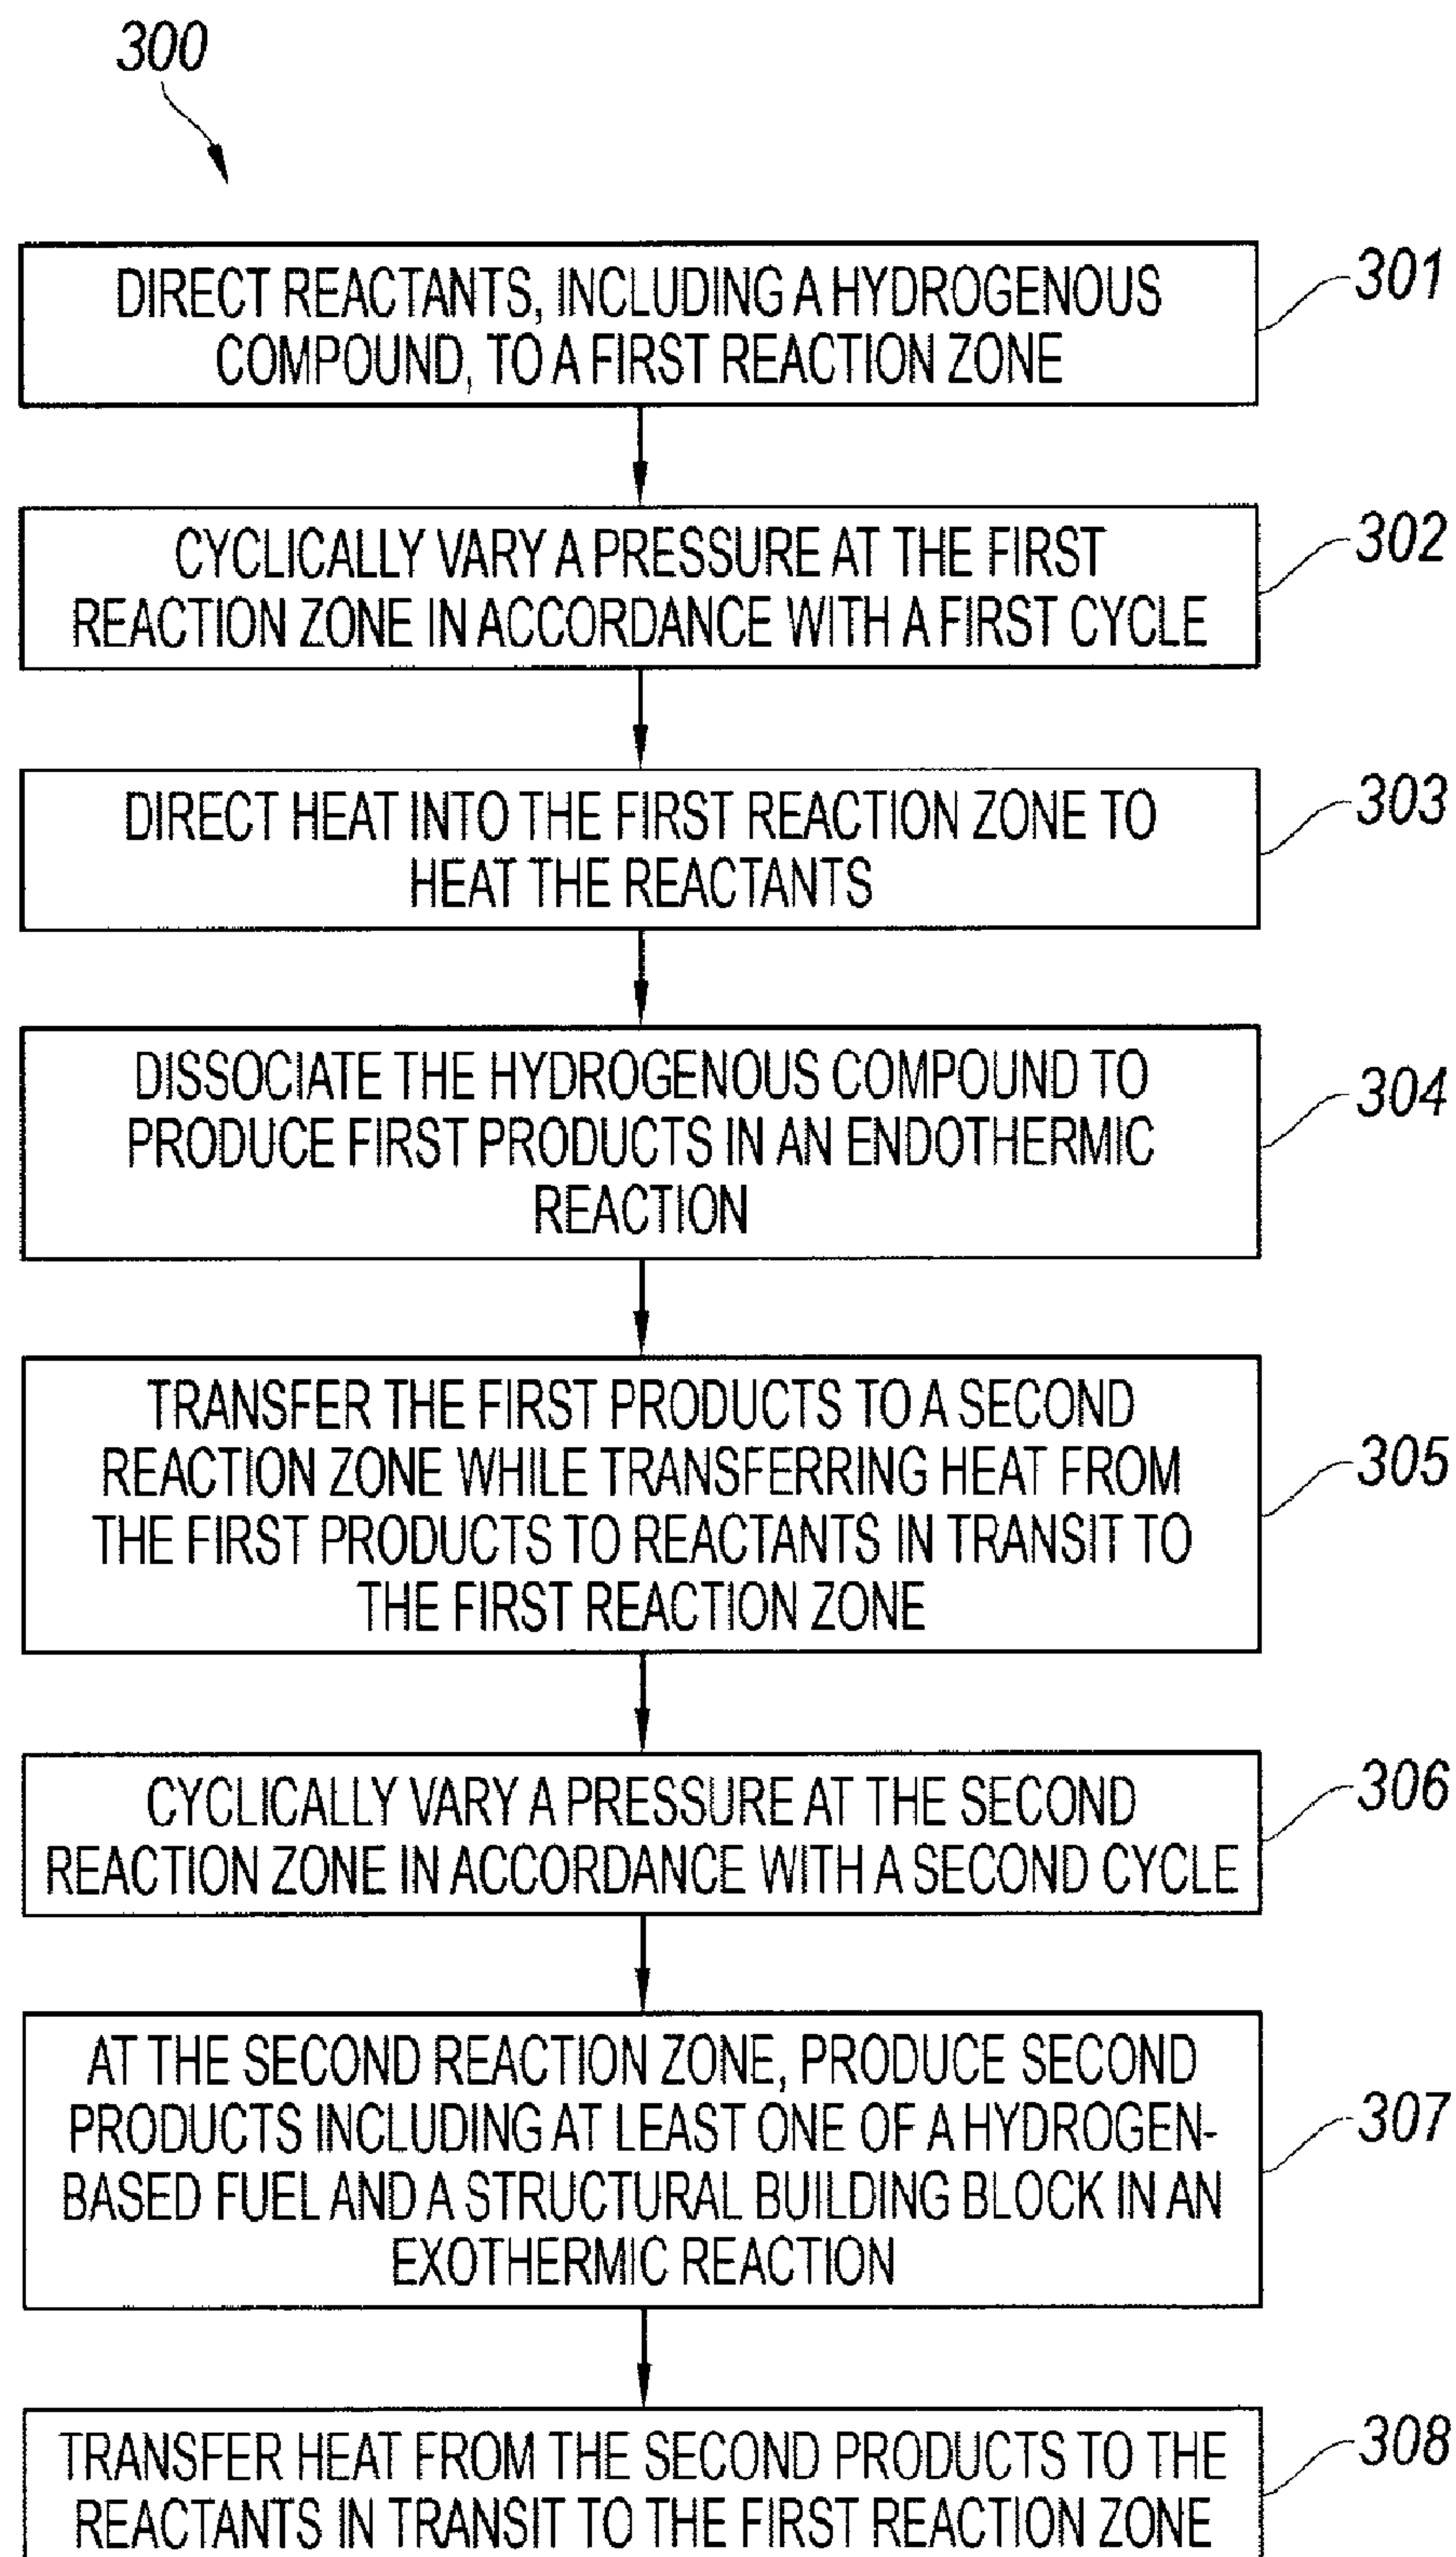 300
DIRECT REACTANTS, INCLUDING A HYDROGENOUS
COMPOUND, TO A FIRST REACTION ZONE
301
CYCLICALLY VARY A PRESSURE AT THE FIRST
REACTION ZONE IN ACCORDANCE WITH A FIRST CYCLE
302
DIRECT HEAT INTO THE FIRST REACTION ZONE TO
HEAT THE REACTANTS
303
DISSOCIATE THE HYDROGENOUS COMPOUND TO
PRODUCE FIRST PRODUCTS IN AN ENDOTHERMIC
REACTION
304
TRANSFER THE FIRST PRODUCTS TO A SECOND
REACTION ZONE WHILE TRANSFERRING HEAT FROM
THE FIRST PRODUCTS TO REACTANTS IN TRANSIT TO
THE FIRST REACTION ZONE
305
CYCLICALLY VARY A PRESSURE AT THE SECOND
REACTION ZONE IN ACCORDANCE WITH A SECOND CYCLE
306
AT THE SECOND REACTION ZONE, PRODUCE SECOND
PRODUCTS INCLUDING AT LEAST ONE OF A HYDROGEN-
BASED FUEL AND A STRUCTURAL BUILDING BLOCK IN AN
EXOTHERMIC REACTION
307
TRANSFER HEAT FROM THE SECOND PRODUCTS TO THE
REACTANTS IN TRANSIT TO THE FIRST REACTION ZONE
308